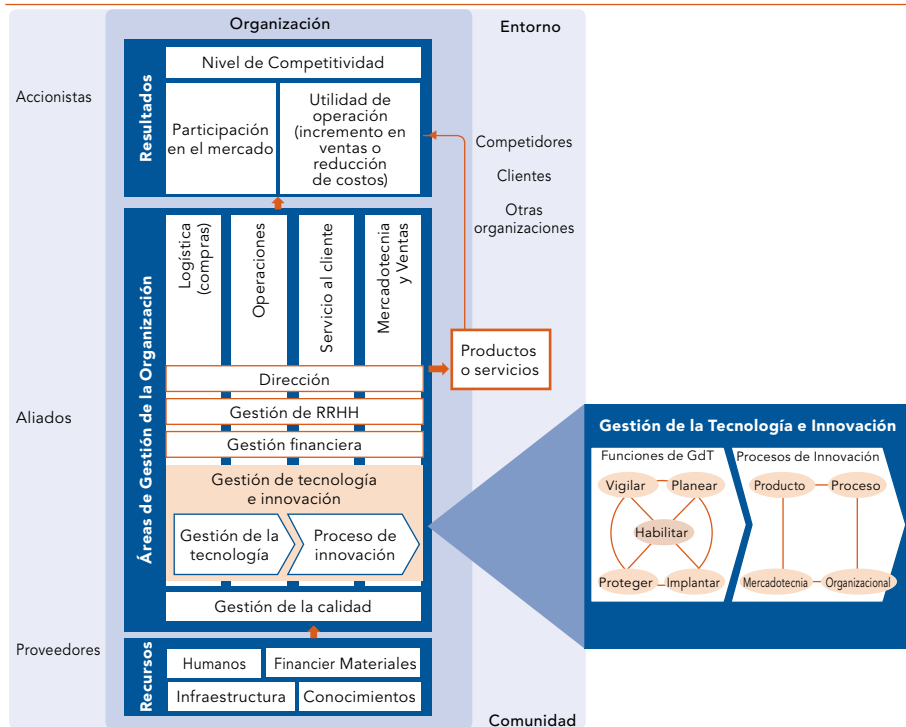 Organización
Entorno
Accionistas
Aliados
Proveedores
Resultados
Nivel de Competitividad
Participación
en el mercado
Utilidad de
operación
(incremento en
ventas o
reducción
de costos)
Competidores
Clientes
Otras
organizaciones
Áreas de Gestión de la Organización
Logística
(compras)
Operaciones
Servicio al cliente
Mercadotecnia
y Ventas
Productos
o servicios
Dirección
Gestión de RRHH
Gestión financiera
Gestión de tecnología
e innovación
Gestión de la
tecnología
Proceso de
innovación
Gestión de la calidad
Recursos
Humanos
Financier Materiales
Infraestructura
Conocimientos
Comunidad
Gestión de la Tecnología e Innovación
Funciones de GdT
Procesos de Innovación
Vigilar
Planear
Habilitar
Proteger
Implantar
Producto
Proceso
Mercadotecnia
Organizacional